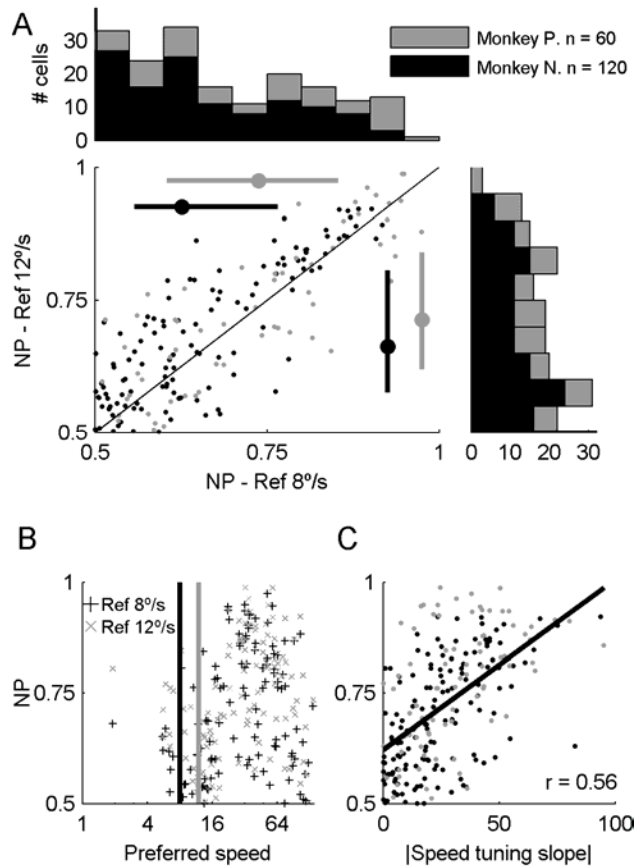 A
# cells
30
20
10
0
Monkey P. n = 60
Monkey N. n = 120
NP - Ref 12º/s
1
0.75
0.5
0.5
0.75
1
NP - Ref 8º/s
0 10 20 30
B
NP
1
0.75
0.5
+ Ref 8º/s
× Ref 12º/s
1 4 16 64
Preferred speed
C
1
0.75
0.5
r = 0.56
0 50 100
|Speed tuning slope|